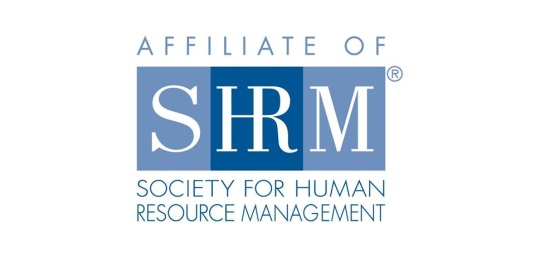 AFFILIATE OF
SHRM®
SOCIETY FOR HUMAN
RESOURCE MANAGEMENT